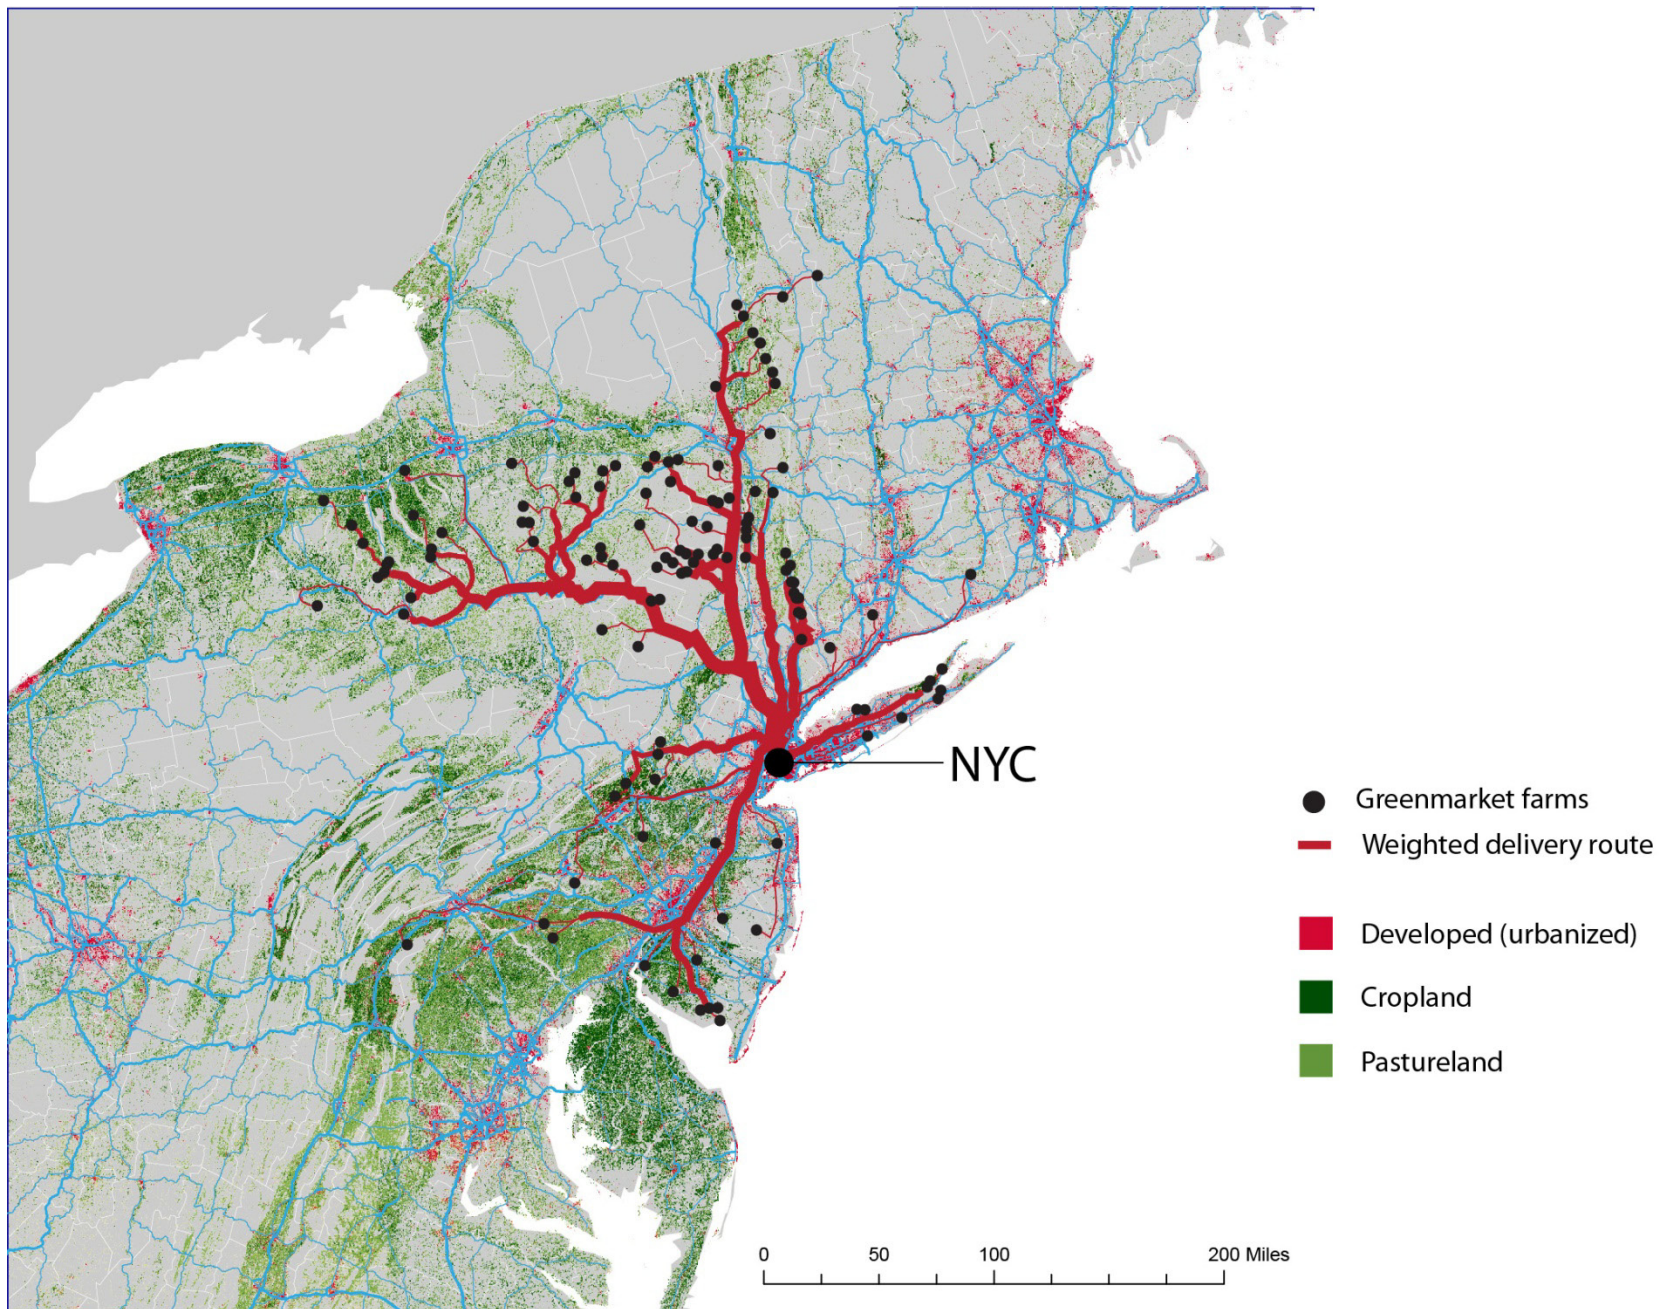 NYC
Greenmarket farms
Weighted delivery route
Developed (urbanized)
Cropland
Pastureland
0 50 100 200 Miles